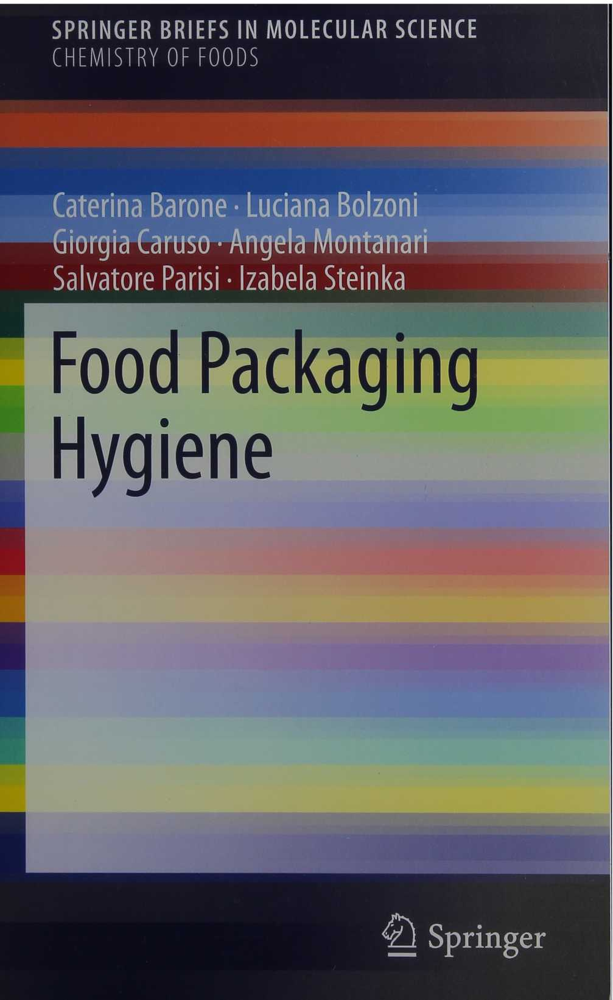 SPRINGER BRIEFS IN MOLECULAR SCIENCE
CHEMISTRY OF FOODS
Caterina Barone · Luciana Bolzoni
Giorgia Caruso · Angela Montanari
Salvatore Parisi · Izabela Steinka
Food Packaging
Hygiene
Springer